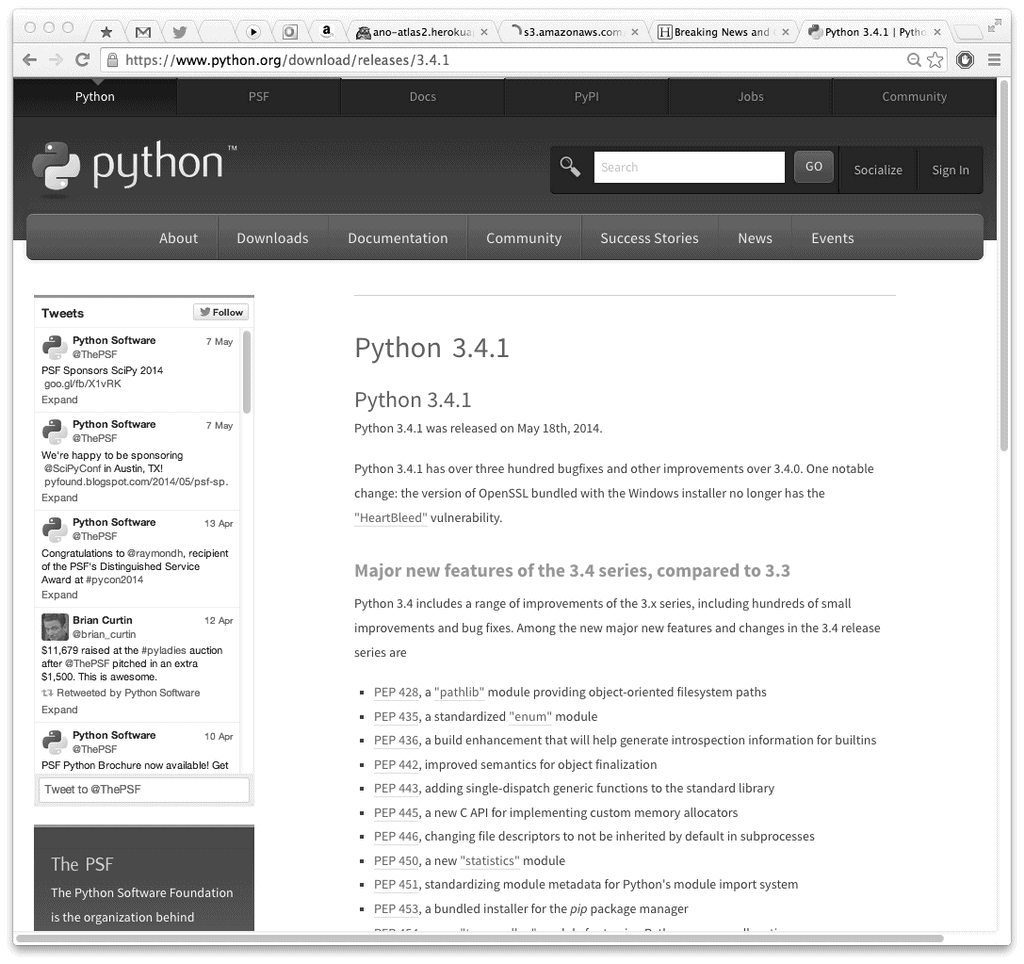 ano-atlas2.herokua
s3.amazonaws.com
Breaking News and
Python 3.4.1 | Pytho
https://www.python.org/download/releases/3.4.1
Python PSF Docs PyPI Jobs Community
python™
Search GO Socialize Sign In
About Downloads Documentation Community Success Stories News Events
Tweets Follow
Python Software 7 May
@ThePSF
PSF Sponsors SciPy 2014
goo.gl/fb/X1vRK
Expand
Python Software 7 May
@ThePSF
We're happy to be sponsoring
@SciPyConf in Austin, TX!
pyfound.blogspot.com/2014/05/psf-sp.
Expand
Python Software 13 Apr
@ThePSF
Congratulations to @raymondh, recipient
of the PSF's Distinguished Service
Award at #pycon2014
Expand
Brian Curtin 12 Apr
@brian_curtin
$11,679 raised at the #pyladies auction
after @ThePSF pitched in an extra
$1,500. This is awesome.
Retweeted by Python Software
Expand
Python Software 10 Apr
@ThePSF
PSF Python Brochure now available! Get
Tweet to @ThePSF
The PSF
The Python Software Foundation
is the organization behind
Python 3.4.1
Python 3.4.1
Python 3.4.1 was released on May 18th, 2014.
Python 3.4.1 has over three hundred bugfixes and other improvements over 3.4.0. One notable
change: the version of OpenSSL bundled with the Windows installer no longer has the
"HeartBleed" vulnerability.
Major new features of the 3.4 series, compared to 3.3
Python 3.4 includes a range of improvements of the 3.x series, including hundreds of small
improvements and bug fixes. Among the new major new features and changes in the 3.4 release
series are
PEP 428, a "pathlib" module providing object-oriented filesystem paths
PEP 435, a standardized "enum" module
PEP 436, a build enhancement that will help generate introspection information for builtins
PEP 442, improved semantics for object finalization
PEP 443, adding single-dispatch generic functions to the standard library
PEP 445, a new C API for implementing custom memory allocators
PEP 446, changing file descriptors to not be inherited by default in subprocesses
PEP 450, a new "statistics" module
PEP 451, standardizing module metadata for Python's module import system
PEP 453, a bundled installer for the pip package manager